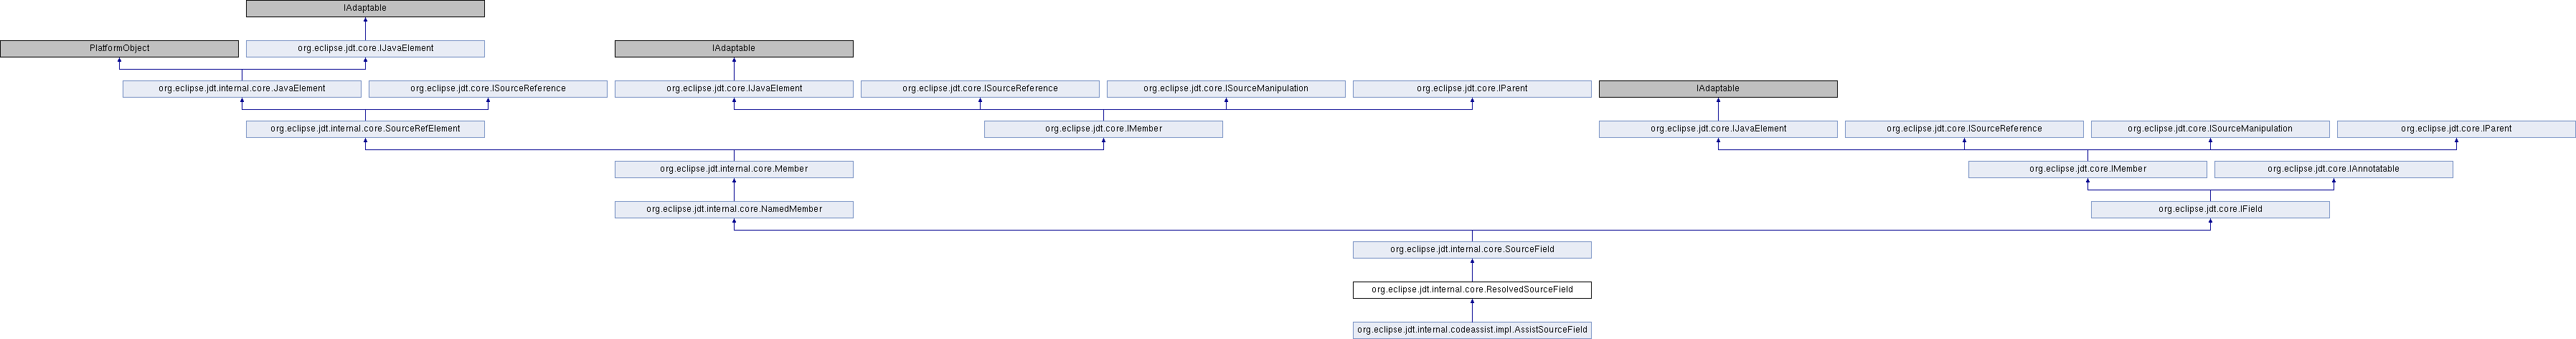 IAdaptable
PlatformObject
org.eclipse.jdt.core.IJavaElement
IAdaptable
org.eclipse.jdt.internal.core.JavaElement
org.eclipse.jdt.core.ISourceReference
org.eclipse.jdt.core.IJavaElement
org.eclipse.jdt.core.ISourceReference
org.eclipse.jdt.core.ISourceManipulation
org.eclipse.jdt.core.IParent
IAdaptable
org.eclipse.jdt.internal.core.SourceRefElement
org.eclipse.jdt.core.IMember
org.eclipse.jdt.core.IJavaElement
org.eclipse.jdt.core.ISourceReference
org.eclipse.jdt.core.ISourceManipulation
org.eclipse.jdt.core.IParent
org.eclipse.jdt.internal.core.Member
org.eclipse.jdt.core.IMember
org.eclipse.jdt.core.IAnnotatable
org.eclipse.jdt.internal.core.NamedMember
org.eclipse.jdt.core.IField
org.eclipse.jdt.internal.core.SourceField
org.eclipse.jdt.internal.core.ResolvedSourceField
org.eclipse.jdt.internal.codeassist.impl.AssistSourceField